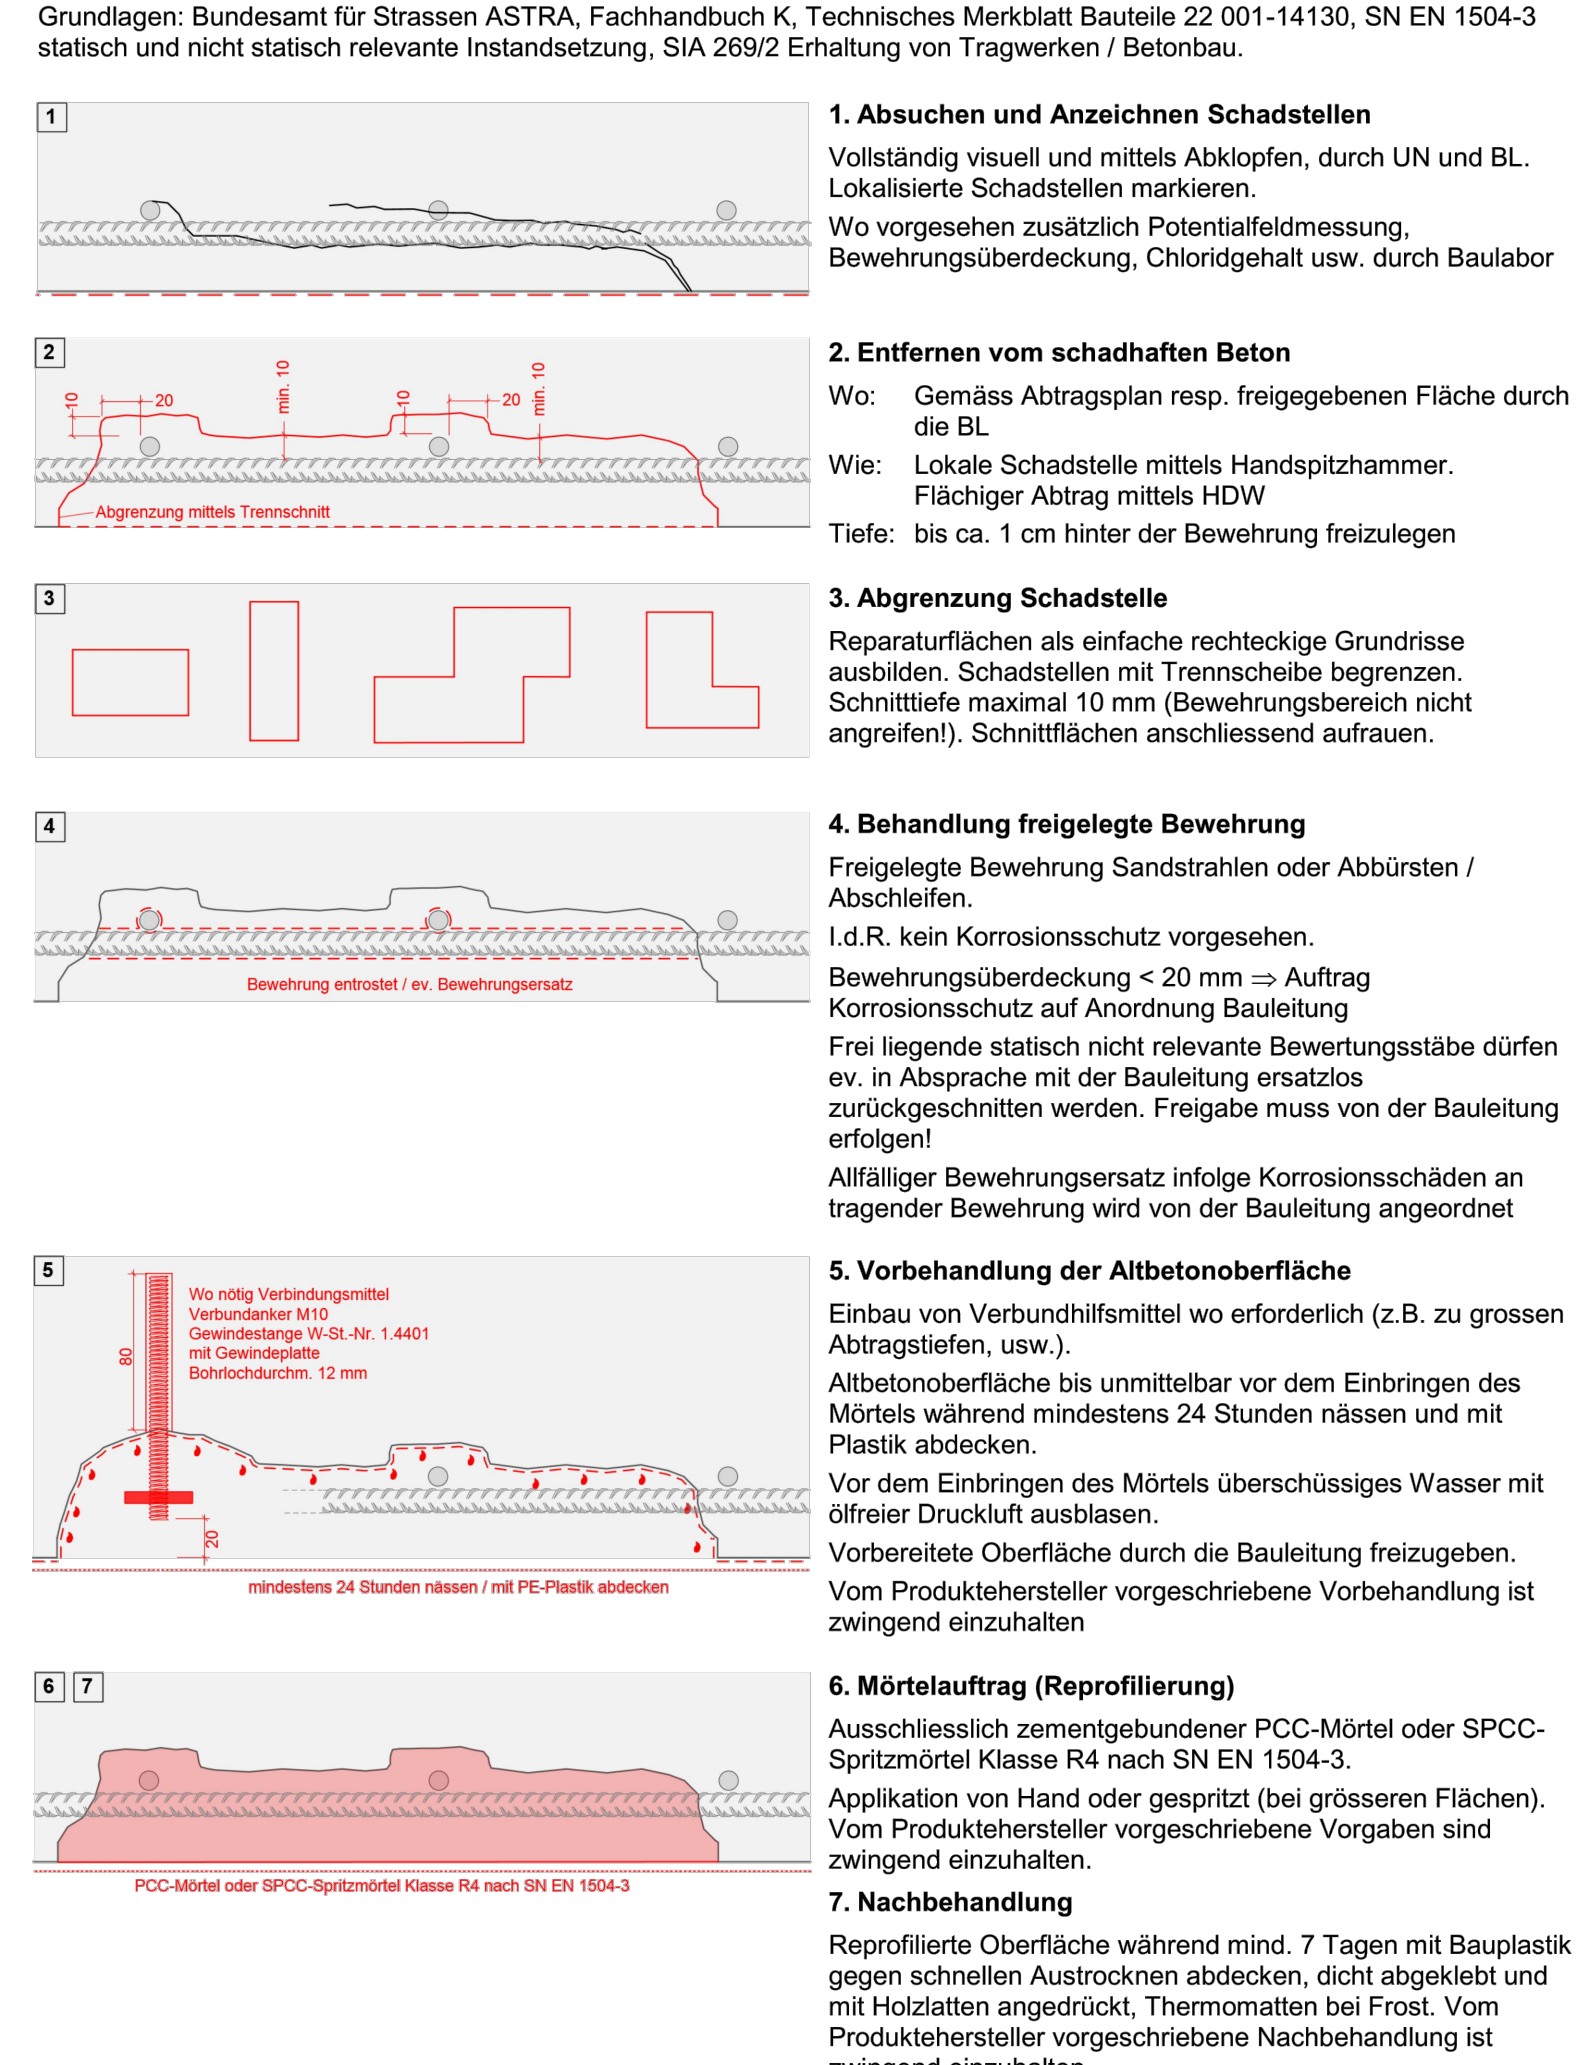 Grundlagen: Bundesamt für Strassen ASTRA, Fachhandbuch K, Technisches Merkblatt Bauteile 22 001-14130, SN EN 1504-3
statisch und nicht statisch relevante Instandsetzung, SIA 269/2 Erhaltung von Tragwerken / Betonbau.
1
1. Absuchen und Anzeichnen Schadstellen
Vollständig visuell und mittels Abklopfen, durch UN und BL.
Lokalisierte Schadstellen markieren.
Wo vorgesehen zusätzlich Potentialfeldmessung,
Bewehrungsüberdeckung, Chloridgehalt usw. durch Baulabor
2
10
20
min. 10
10
20
min. 10
Abgrenzung mittels Trennschnitt
2. Entfernen vom schadhaften Beton
Wo: Gemäss Abtragsplan resp. freigegebenen Fläche durch
die BL
Wie: Lokale Schadstelle mittels Handspitzhammer.
Flächiger Abtrag mittels HDW
Tiefe: bis ca. 1 cm hinter der Bewehrung freizulegen
3
3. Abgrenzung Schadstelle
Reparaturflächen als einfache rechteckige Grundrisse
ausbilden. Schadstellen mit Trennscheibe begrenzen.
Schnitttiefe maximal 10 mm (Bewehrungsbereich nicht
angreifen!). Schnittflächen anschliessend aufrauen.
4
Bewehrung entrostet / ev. Bewehrungsersatz
4. Behandlung freigelegte Bewehrung
Freigelegte Bewehrung Sandstrahlen oder Abbürsten /
Abschleifen.
I.d.R. kein Korrosionsschutz vorgesehen.
Bewehrungsüberdeckung < 20 mm ⇒ Auftrag
Korrosionsschutz auf Anordnung Bauleitung
Frei liegende statisch nicht relevante Bewertungsstäbe dürfen
ev. in Absprache mit der Bauleitung ersatzlos
zurückgeschnitten werden. Freigabe muss von der Bauleitung
erfolgen!
Allfälliger Bewehrungsersatz infolge Korrosionsschäden an
tragender Bewehrung wird von der Bauleitung angeordnet
5
80
Wo nötig Verbindungsmittel
Verbundanker M10
Gewindestange W-St.-Nr. 1.4401
mit Gewindeplatte
Bohrlochdurchm. 12 mm
20
mindestens 24 Stunden nässen / mit PE-Plastik abdecken
5. Vorbehandlung der Altbetonoberfläche
Einbau von Verbundhilfsmittel wo erforderlich (z.B. zu grossen
Abtragstiefen, usw.).
Altbetonoberfläche bis unmittelbar vor dem Einbringen des
Mörtels während mindestens 24 Stunden nässen und mit
Plastik abdecken.
Vor dem Einbringen des Mörtels überschüssiges Wasser mit
ölfreier Druckluft ausblasen.
Vorbereitete Oberfläche durch die Bauleitung freizugeben.
Vom Produktehersteller vorgeschriebene Vorbehandlung ist
zwingend einzuhalten
6 7
PCC-Mörtel oder SPCC-Spritzmörtel Klasse R4 nach SN EN 1504-3
6. Mörtelauftrag (Reprofilierung)
Ausschliesslich zementgebundener PCC-Mörtel oder SPCC-
Spritzmörtel Klasse R4 nach SN EN 1504-3.
Applikation von Hand oder gespritzt (bei grösseren Flächen).
Vom Produktehersteller vorgeschriebene Vorgaben sind
zwingend einzuhalten.
7. Nachbehandlung
Reprofilierte Oberfläche während mind. 7 Tagen mit Bauplastik
gegen schnellen Austrocknen abdecken, dicht abgeklebt und
mit Holzlatten angedrückt, Thermomatten bei Frost. Vom
Produktehersteller vorgeschriebene Nachbehandlung ist
zwingend einzuhalten